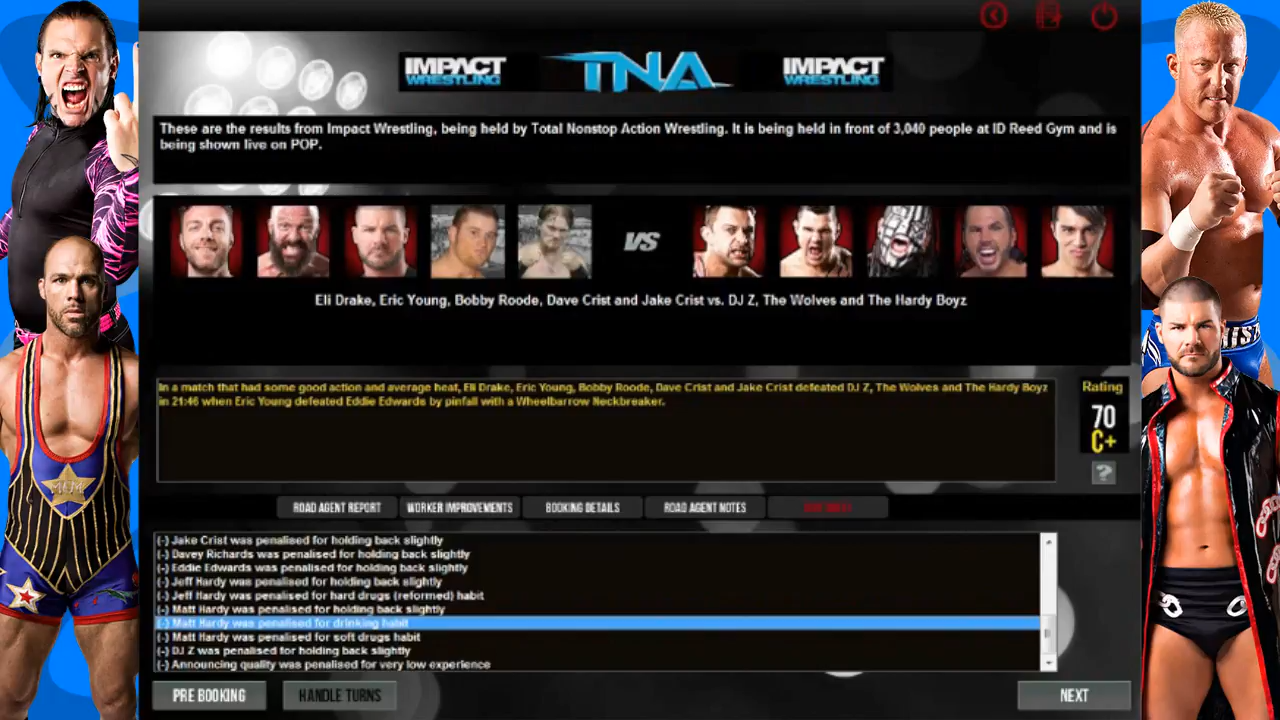 IMPACT WRESTLING TNA IMPACT WRESTLING
These are the results from Impact Wrestling, being held by Total Nonstop Action Wrestling. It is being held in front of 3,040 people at ID Reed Gym and is
being shown live on POP.
VS
Eli Drake, Eric Young, Bobby Roode, Dave Crist and Jake Crist vs. DJ Z, The Wolves and The Hardy Boyz
In a match that had some good action and average heat, Eli Drake, Eric Young, Bobby Roode, Dave Crist and Jake Crist defeated DJ Z, The Wolves and The Hardy Boyz
in 21:46 when Eric Young defeated Eddie Edwards by pinfall with a Wheelbarrow Neckbreaker.
Rating
70
C+
?
ROAD AGENT REPORT WORKER IMPROVEMENTS BOOKING DETAILS ROAD AGENT NOTES
(-) Jake Crist was penalised for holding back slightly
(-) Davey Richards was penalised for holding back slightly
(-) Eddie Edwards was penalised for holding back slightly
(-) Jeff Hardy was penalised for holding back slightly
(-) Jeff Hardy was penalised for hard drugs (reformed) habit
(-) Matt Hardy was penalised for holding back slightly
(-) Matt Hardy was penalised for drinking habit
(-) Matt Hardy was penalised for soft drugs habit
(-) DJ Z was penalised for holding back slightly
(-) Announcing quality was penalised for very low experience
PRE BOOKING HANDLE TURNS NEXT
MCM